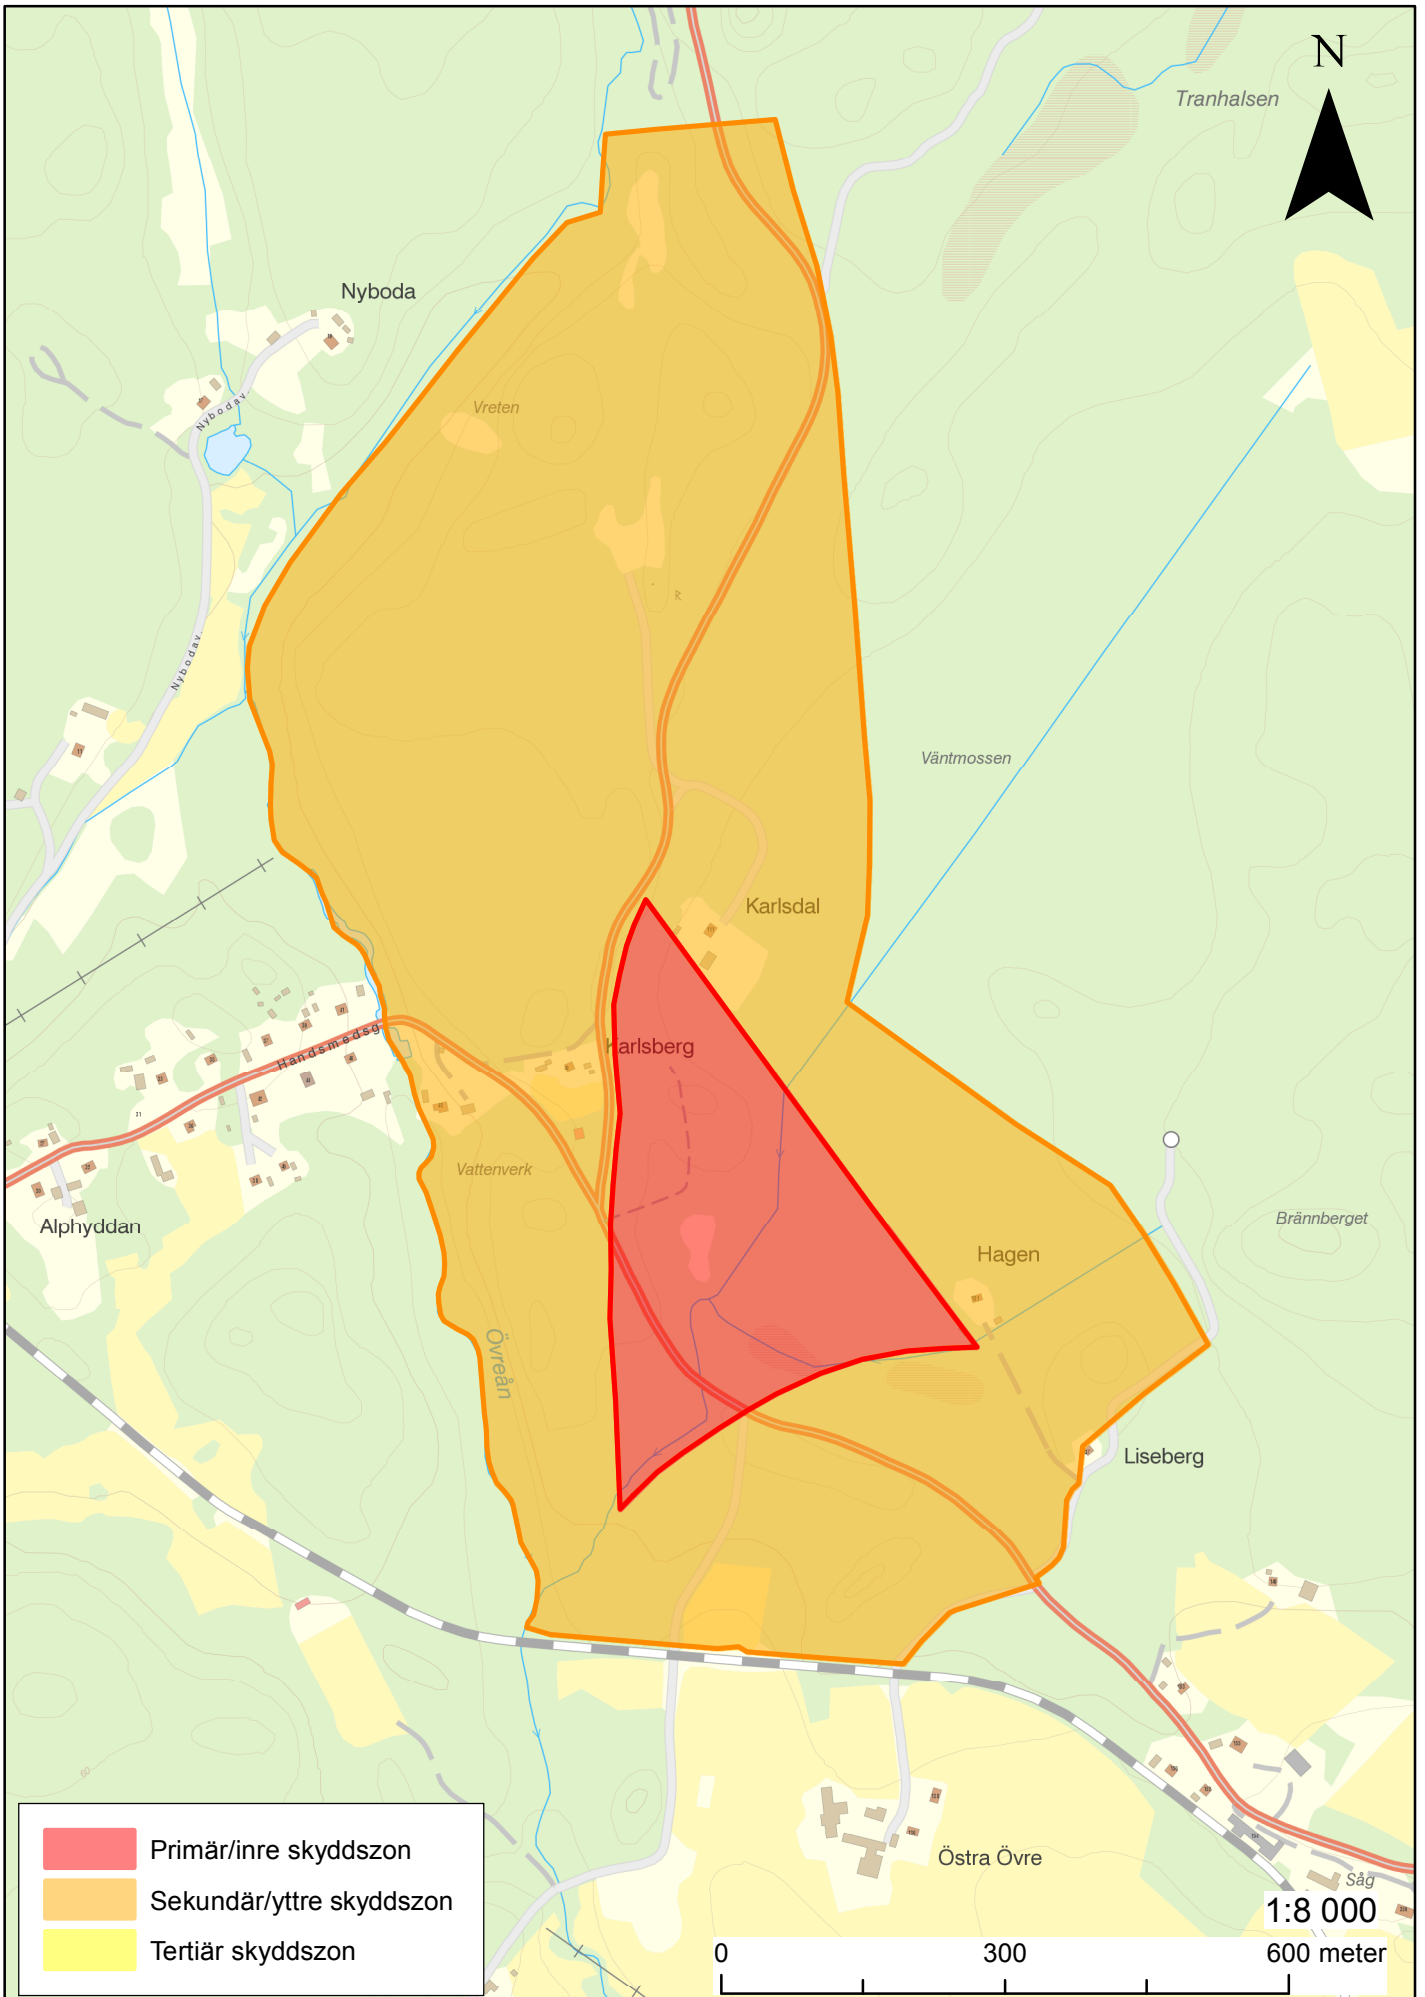 N
Tranhalsen
Nyboda
Nybodav.
Vreten
R
Nybodav.
Väntmossen
Karlsdal
Handsmedsg
Karlsberg
Vattenverk
Alphyddan
Brännberget
Hagen
Övreån
Liseberg
Östra Övre
Såg
1:8 000
0 300 600 meter
Primär/inre skyddszon
Sekundär/yttre skyddszon
Tertiär skyddszon